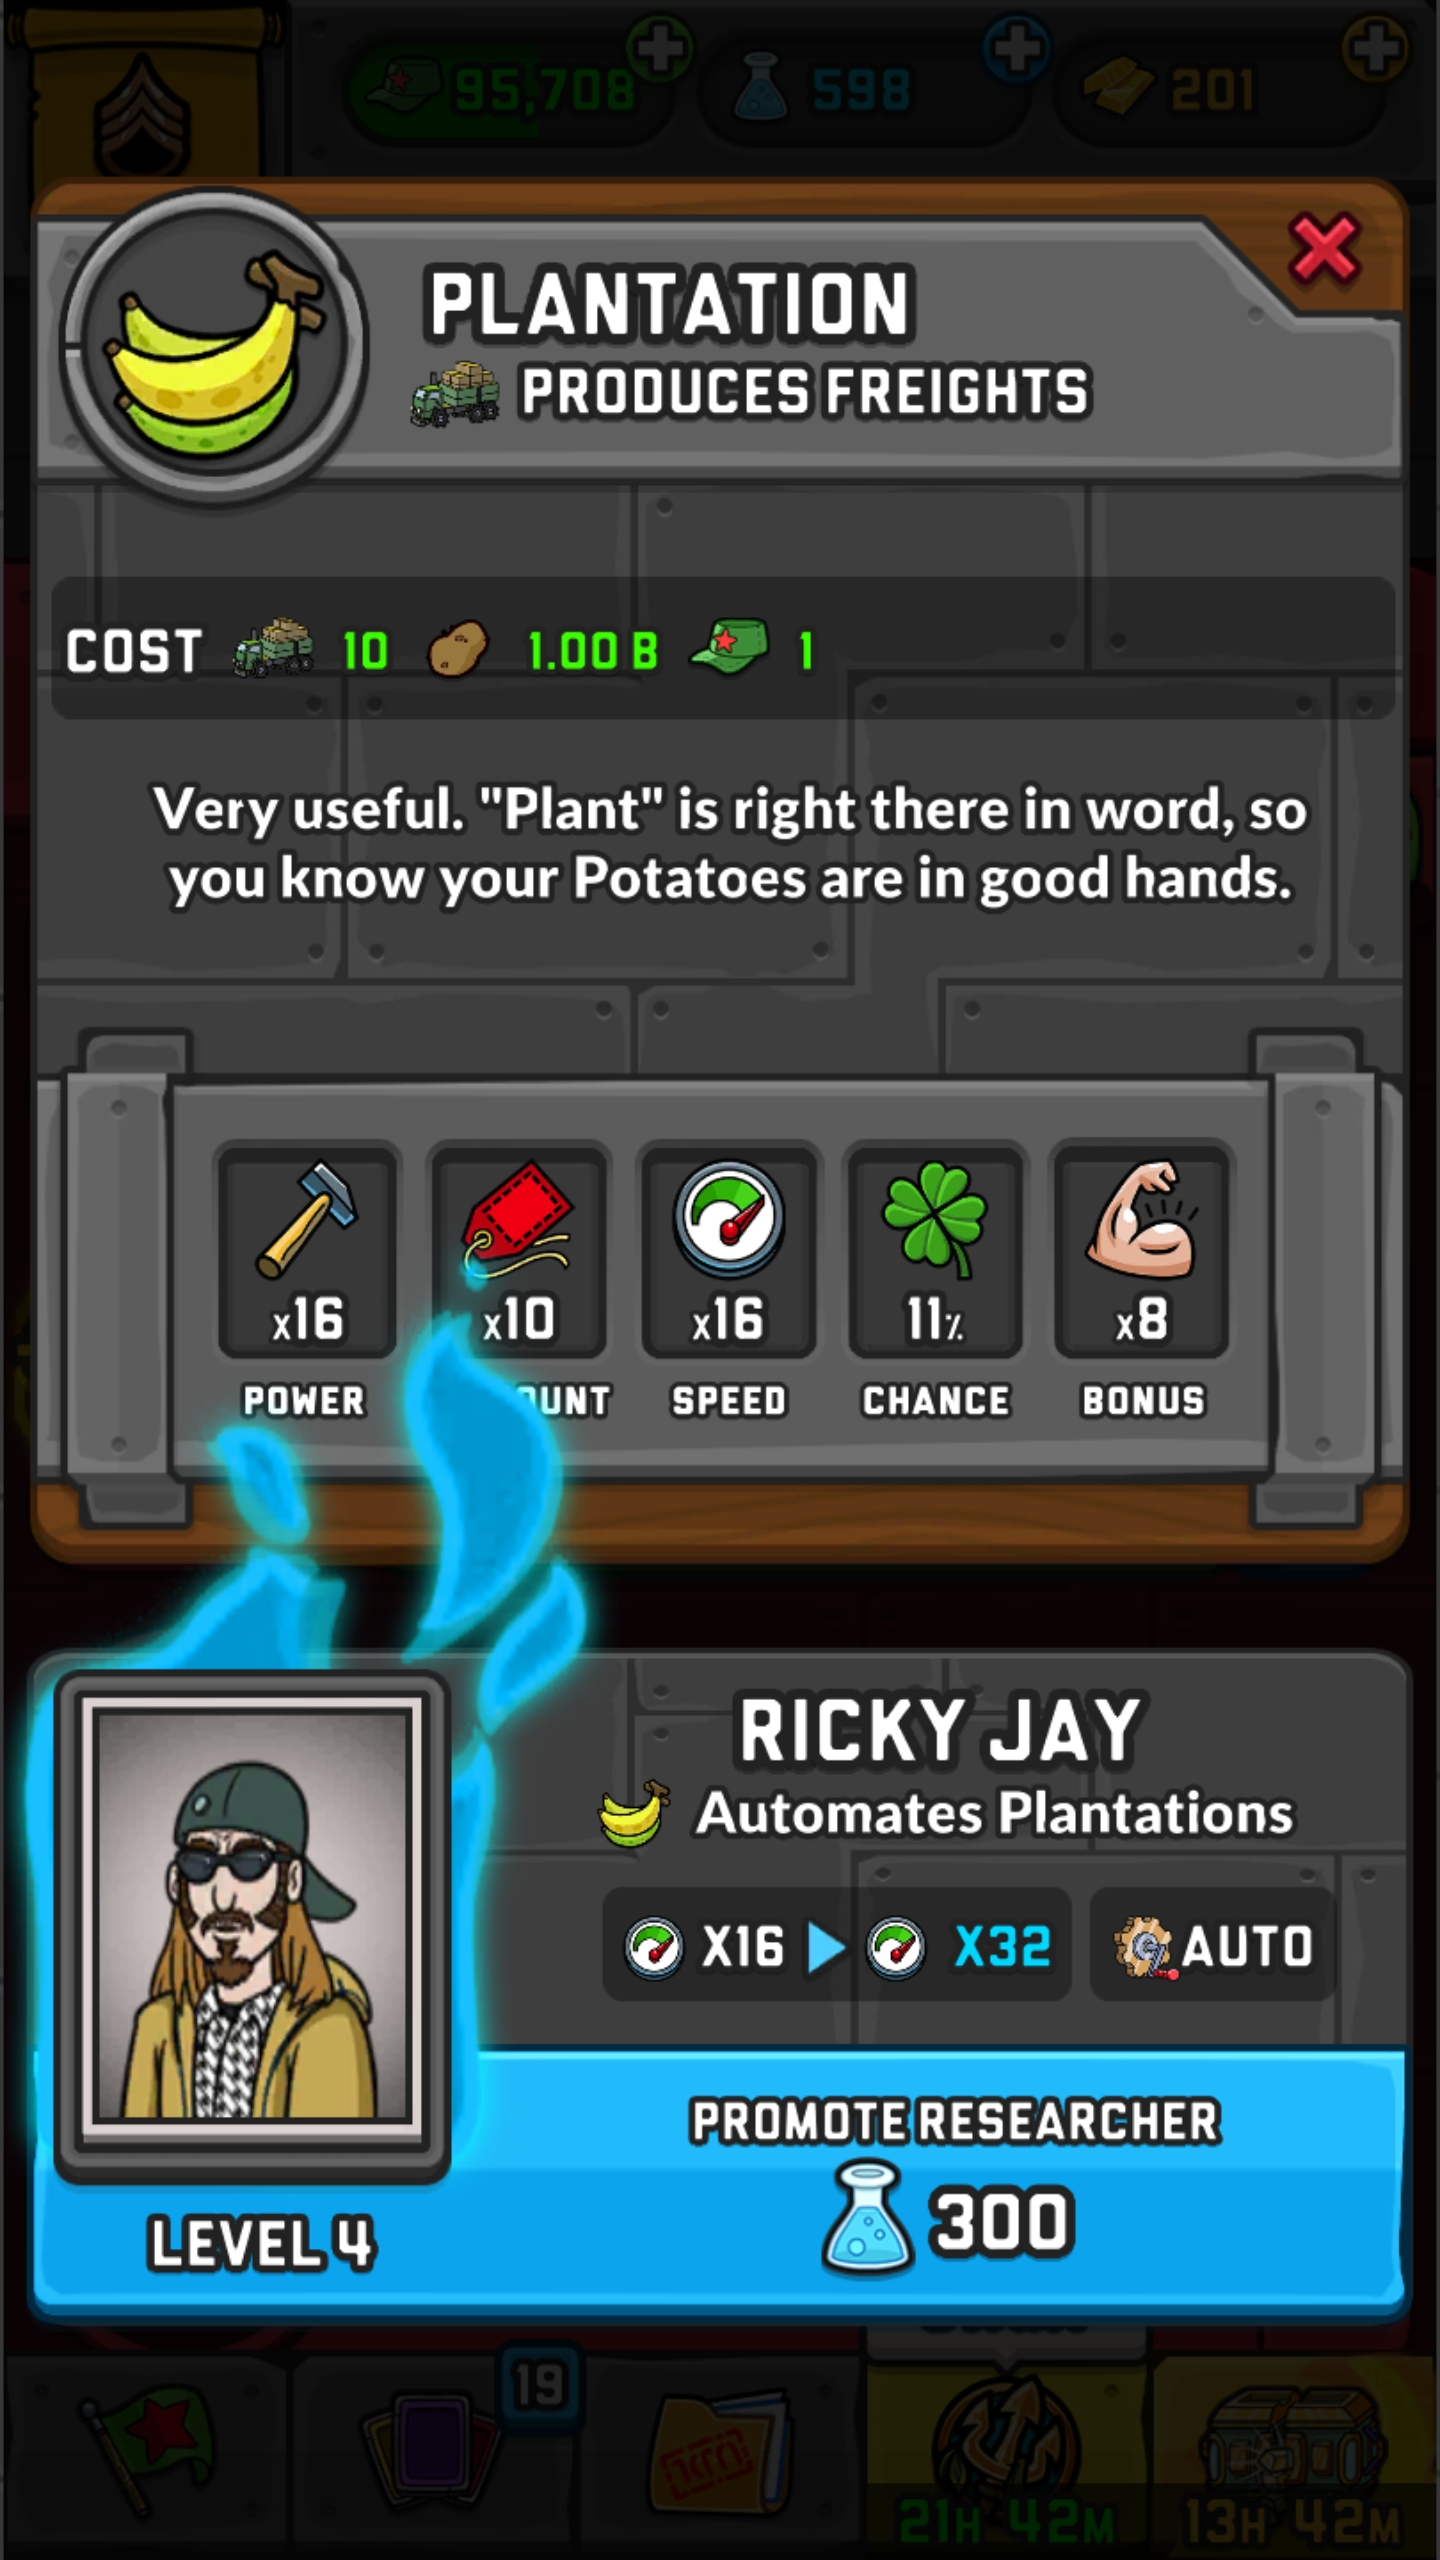 95,708 598 201
PLANTATION
PRODUCES FREIGHTS
COST 10 1.00 B 1
Very useful. "Plant" is right there in word, so
you know your Potatoes are in good hands.
x16 x10 x16 11% x8
POWER OUNT SPEED CHANCE BONUS
RICKY JAY
Automates Plantations
X16 X32 AUTO
PROMOTE RESEARCHER
300
LEVEL 4
19
21H 42M 13H 42M